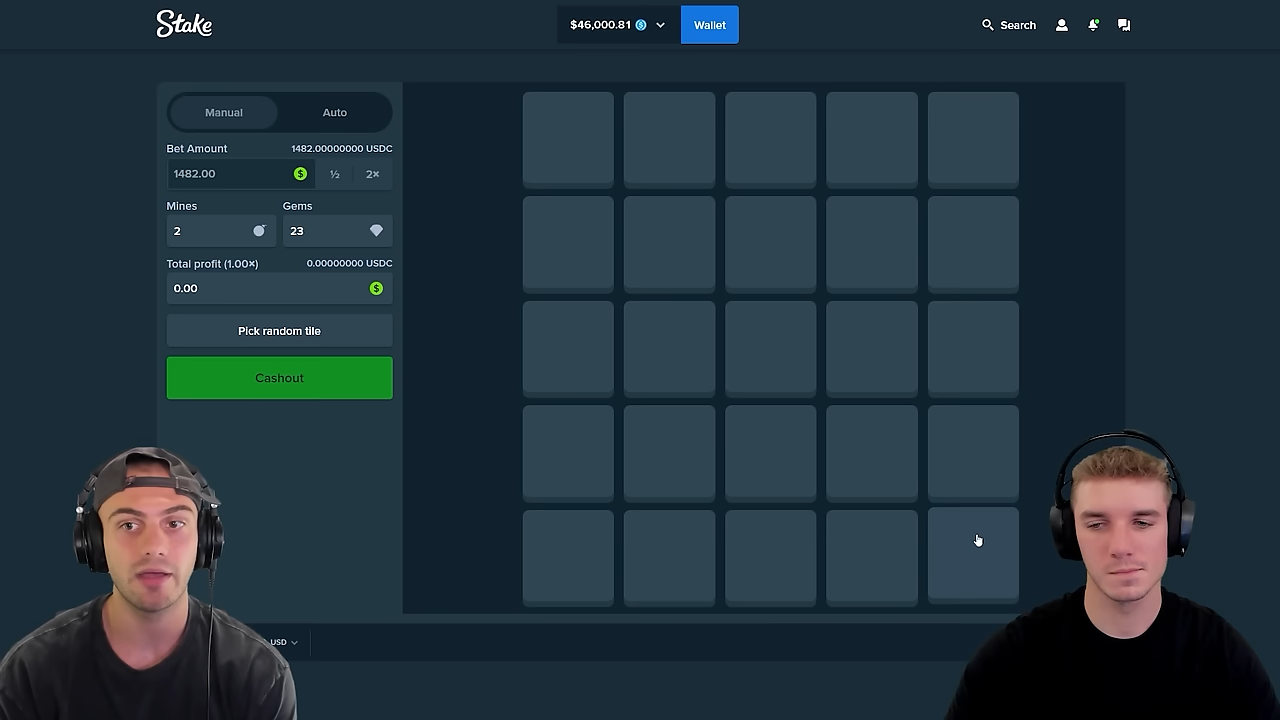 Stake
$46,000.81
Wallet
Search
Manual
Auto
Bet Amount
1482.00000000 USDC
1482.00
½
2×
Mines
Gems
2
23
Total profit (1.00×)
0.00000000 USDC
0.00
Pick random tile
Cashout
USD